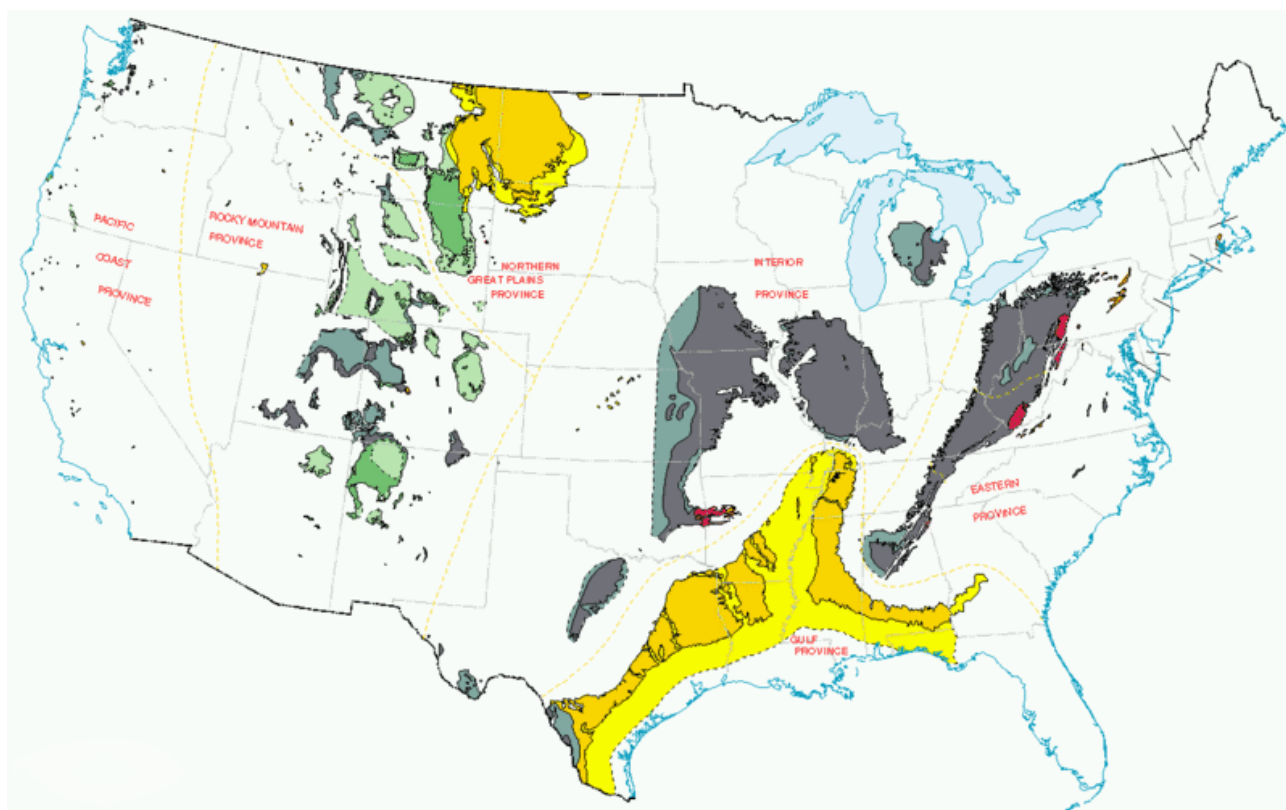 PACIFIC
COAST
PROVINCE
ROCKY MOUNTAIN
PROVINCE
NORTHERN
GREAT PLAINS
PROVINCE
INTERIOR
PROVINCE
EASTERN
PROVINCE
GULF
PROVINCE